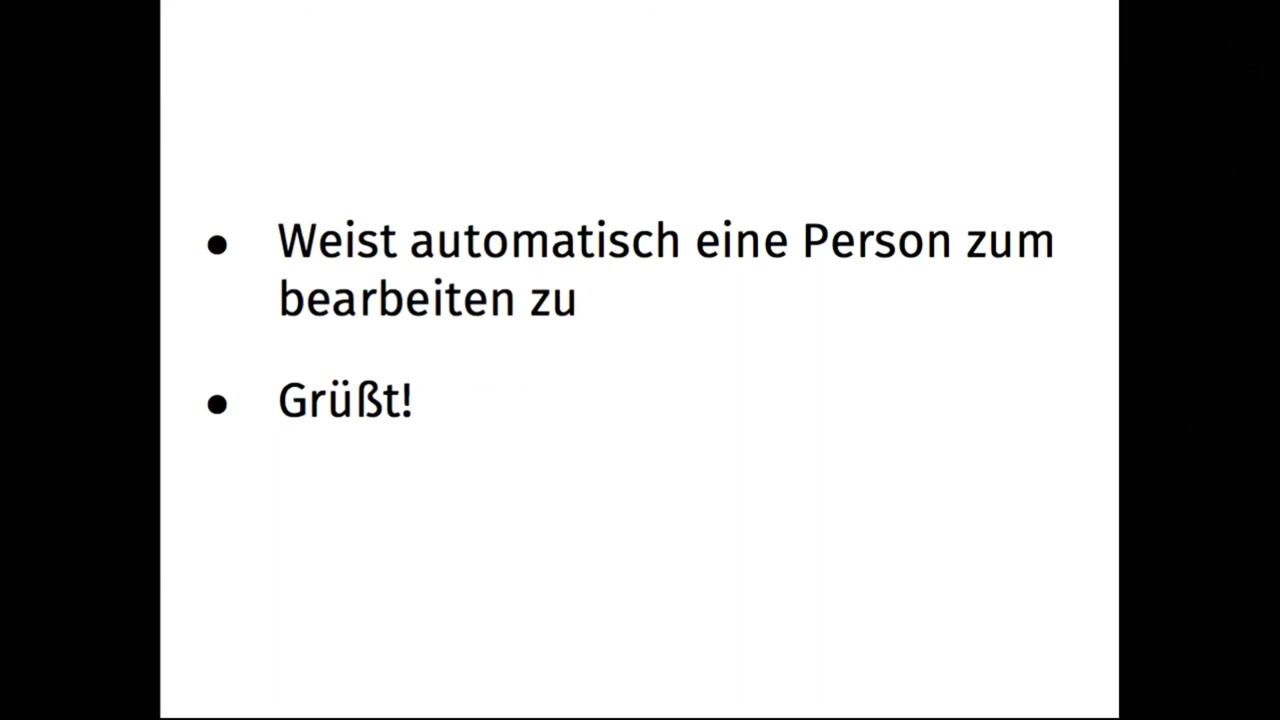 ● Weist automatisch eine Person zum
bearbeiten zu
● Grüßt!